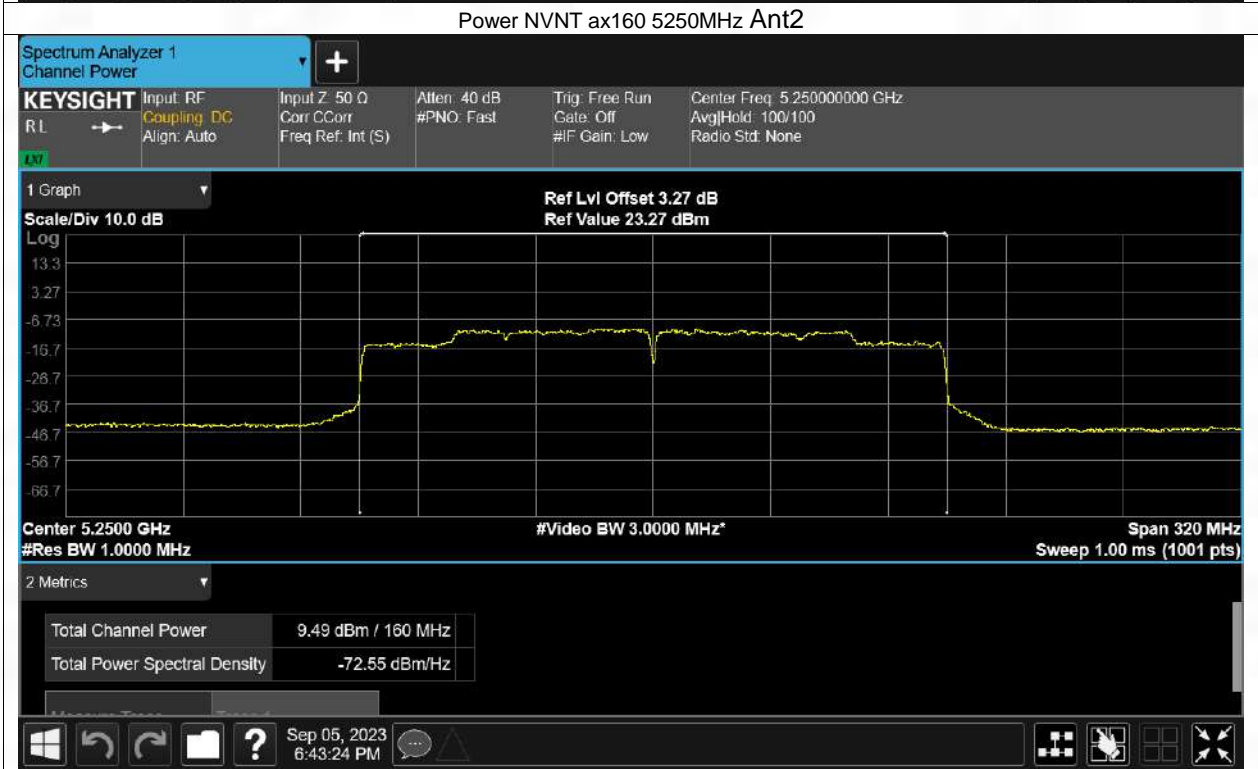 Power NVNT ax160 5250MHz Ant2
Spectrum Analyzer 1
Channel Power
+
KEYSIGHT
RL
LXI
Input: RF
Coupling: DC
Align: Auto
Input Z: 50 Ω
Corr CCorr
Freq Ref: Int (S)
Atten: 40 dB
#PNO: Fast
Trig: Free Run
Gate: Off
#IF Gain: Low
Center Freq: 5.250000000 GHz
Avg|Hold: 100/100
Radio Std: None
1 Graph
Scale/Div 10.0 dB
Ref Lvl Offset 3.27 dB
Ref Value 23.27 dBm
Log
13.3
3.27
-6.73
-16.7
-26.7
-36.7
-46.7
-56.7
-66.7
Center 5.2500 GHz
#Res BW 1.0000 MHz
#Video BW 3.0000 MHz*
Span 320 MHz
Sweep 1.00 ms (1001 pts)
2 Metrics
Total Channel Power 9.49 dBm / 160 MHz
Total Power Spectral Density -72.55 dBm/Hz
?
Sep 05, 2023
6:43:24 PM